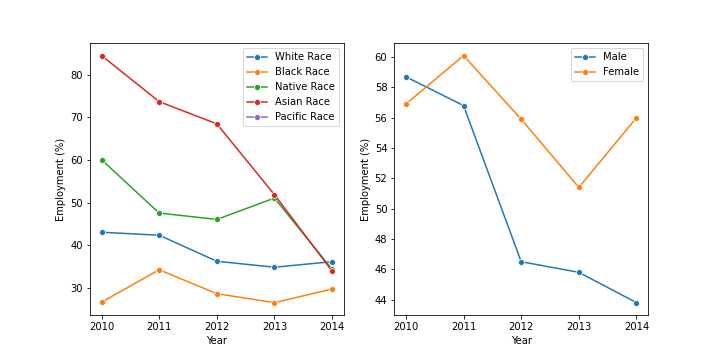 White Race
Black Race
Native Race
Asian Race
Pacific Race
Employment (%)
80
70
60
50
40
30
2010 2011 2012 2013 2014
Year
Male
Female
Employment (%)
60
58
56
54
52
50
48
46
44
2010 2011 2012 2013 2014
Year